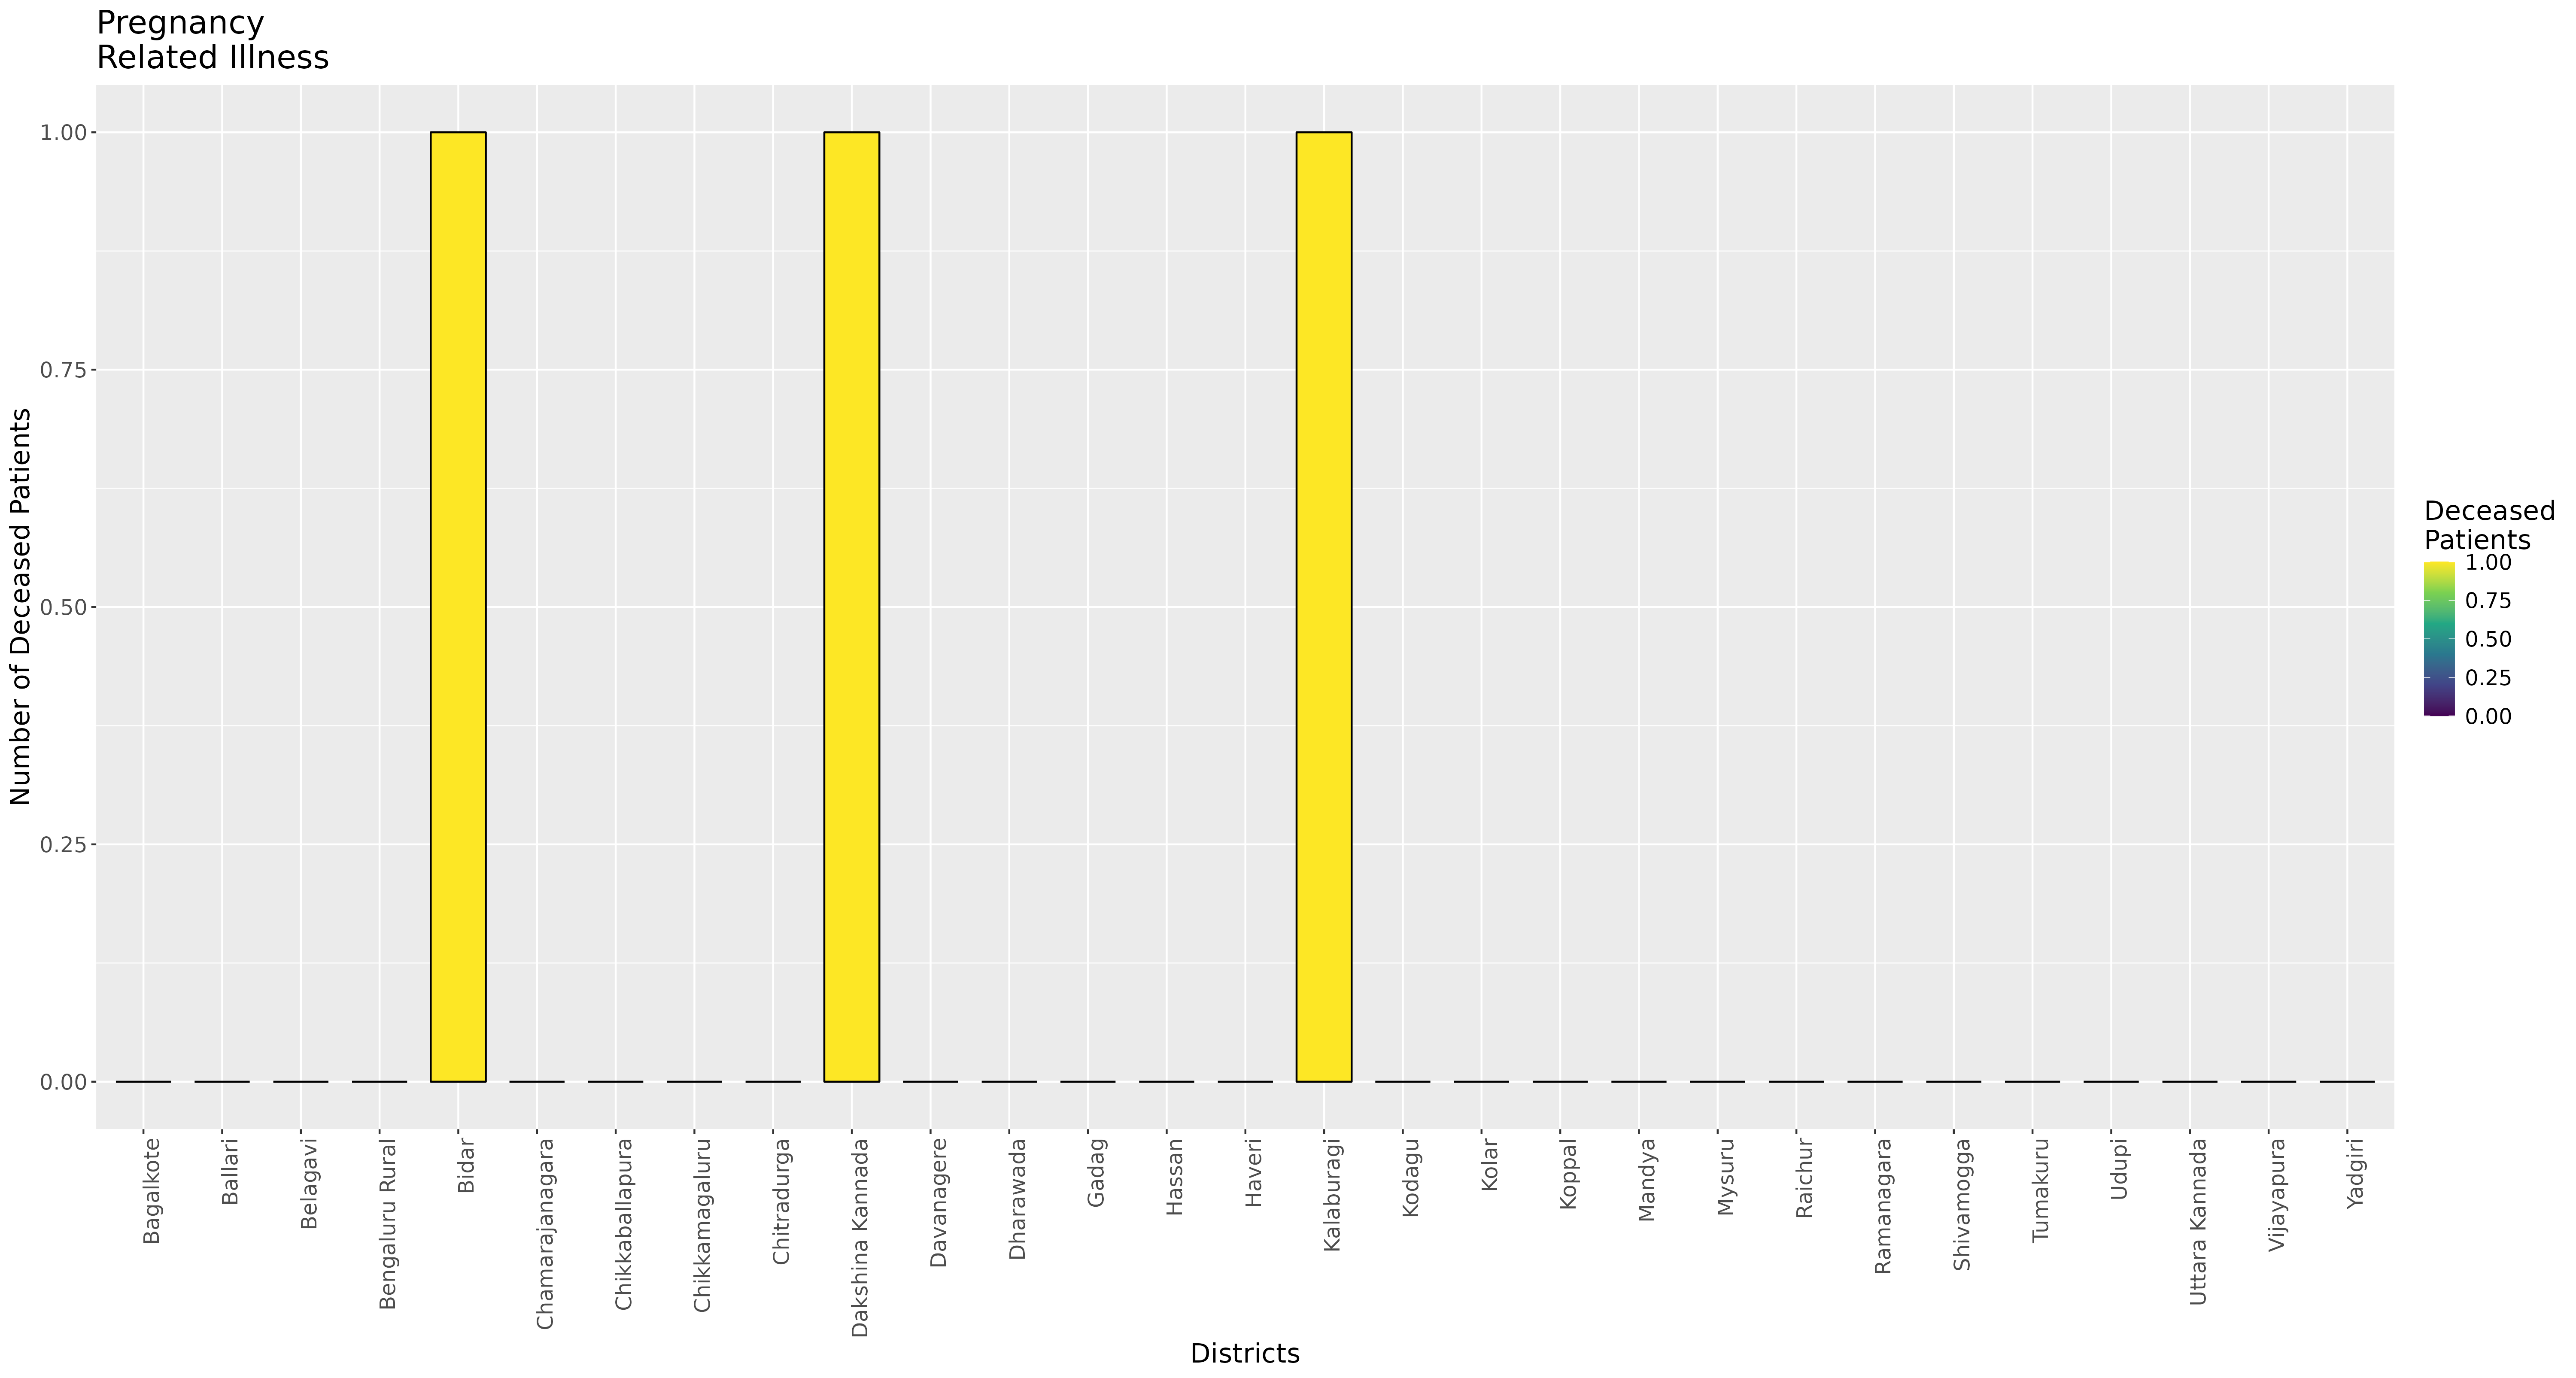 Pregnancy
Related Illness
Number of Deceased Patients
1.00
0.75
0.50
0.25
0.00
Bagalkote
Ballari
Belagavi
Bengaluru Rural
Bidar
Chamarajanagara
Chikkaballapura
Chikkamagaluru
Chitradurga
Dakshina Kannada
Davanagere
Dharawada
Gadag
Hassan
Haveri
Kalaburagi
Kodagu
Kolar
Koppal
Mandya
Mysuru
Raichur
Ramanagara
Shivamogga
Tumakuru
Udupi
Uttara Kannada
Vijayapura
Yadgiri
Districts
Deceased
Patients
1.00
0.75
0.50
0.25
0.00